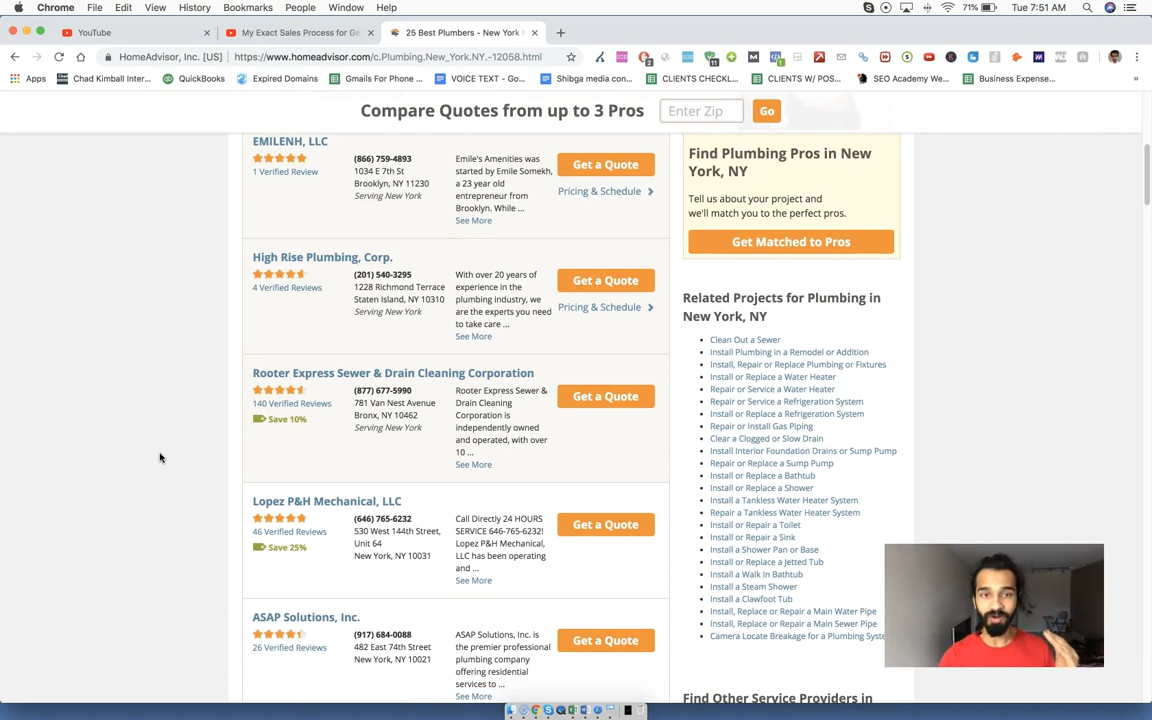 Chrome File Edit View History Bookmarks People Window Help
71% Tue 7:51 AM
YouTube
My Exact Sales Process for Ge
25 Best Plumbers - New York
HomeAdvisor, Inc. [US] https://www.homeadvisor.com/c.Plumbing.New_York.NY.-12058.html
Apps Chad Kimball Inter... QuickBooks Expired Domains Gmails For Phone ... VOICE TEXT - Go... Shibga media con... CLIENTS CHECKL... CLIENTS W/ POS... SEO Academy We... Business Expense...
Compare Quotes from up to 3 Pros
Enter Zip
Go
EMILENH, LLC
1 Verified Review
(866) 759-4893
1034 E 7th St
Brooklyn, NY 11230
Serving New York
Emile's Amenities was
started by Emile Somekh,
a 23 year old
entrepreneur from
Brooklyn. While ...
See More
Get a Quote
Pricing & Schedule
High Rise Plumbing, Corp.
4 Verified Reviews
(201) 540-3295
1228 Richmond Terrace
Staten Island, NY 10310
Serving New York
With over 20 years of
experience in the
plumbing industry, we
are the experts you need
to take care ...
See More
Get a Quote
Pricing & Schedule
Rooter Express Sewer & Drain Cleaning Corporation
140 Verified Reviews
Save 10%
(877) 677-5990
781 Van Nest Avenue
Bronx, NY 10462
Serving New York
Rooter Express Sewer &
Drain Cleaning
Corporation is
independently owned
and operated, with over
10 ...
See More
Get a Quote
Lopez P&H Mechanical, LLC
46 Verified Reviews
Save 25%
(646) 765-6232
530 West 144th Street,
Unit 64
New York, NY 10031
Call Directly 24 HOURS
SERVICE 646-765-6232!
Lopez P&H Mechanical,
LLC has been operating
and ...
See More
Get a Quote
ASAP Solutions, Inc.
26 Verified Reviews
(917) 684-0088
482 East 74th Street
New York, NY 10021
ASAP Solutions, Inc. is
the premier professional
plumbing company
offering residential
services to ...
See More
Get a Quote
Find Plumbing Pros in New
York, NY
Tell us about your project and
we'll match you to the perfect pros.
Get Matched to Pros
Related Projects for Plumbing in
New York, NY
Clean Out a Sewer
Install Plumbing in a Remodel or Addition
Install, Repair or Replace Plumbing or Fixtures
Install or Replace a Water Heater
Repair or Service a Water Heater
Repair or Service a Refrigeration System
Install or Replace a Refrigeration System
Repair or Install Gas Piping
Clear a Clogged or Slow Drain
Install Interior Foundation Drains or Sump Pump
Repair or Replace a Sump Pump
Install or Replace a Bathtub
Install or Replace a Shower
Install a Tankless Water Heater System
Repair a Tankless Water Heater System
Install or Repair a Toilet
Install or Repair a Sink
Install a Shower Pan or Base
Install or Replace a Jetted Tub
Install a Walk In Bathtub
Install a Steam Shower
Install a Clawfoot Tub
Install, Replace or Repair a Main Water Pipe
Install, Replace or Repair a Main Sewer Pipe
Camera Locate Breakage for a Plumbing Syste
Find Other Service Providers in